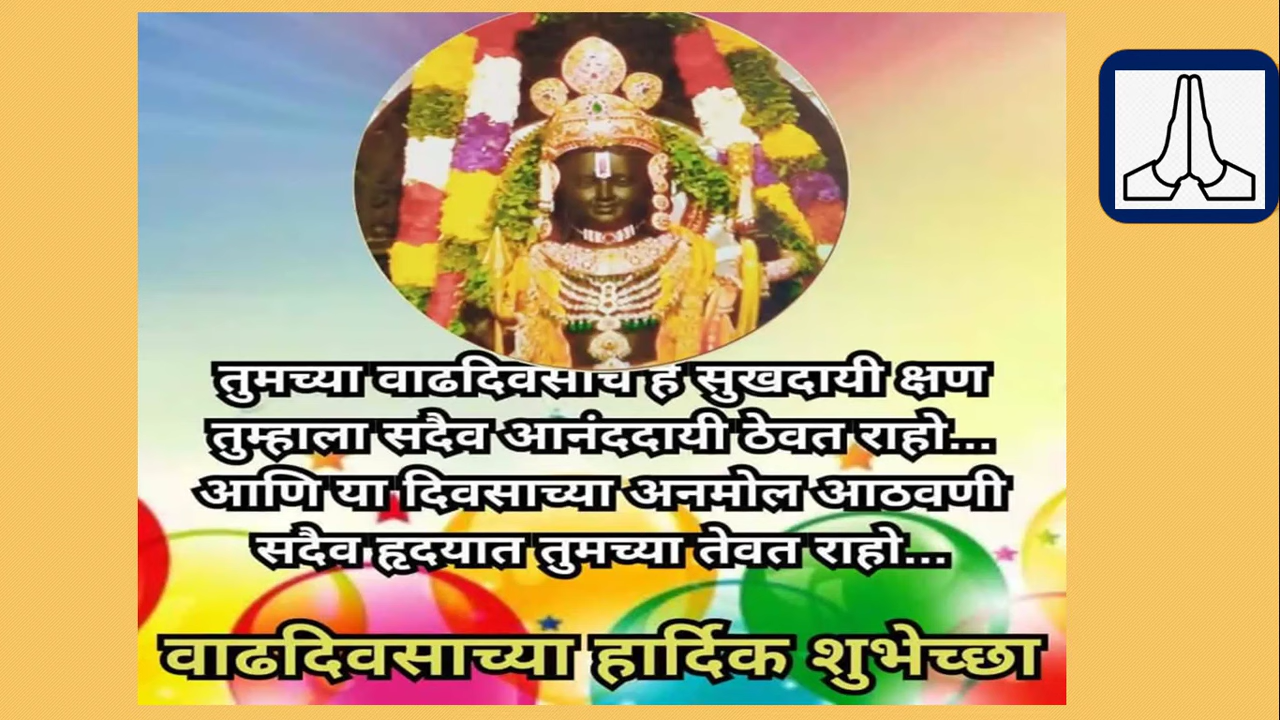 तुमच्या वाढदिवसाचे हे सुखदायी क्षण
तुम्हाला सदैव आनंददायी ठेवत राहो...
आणि या दिवसाच्या अनमोल आठवणी
सदैव हृदयात तुमच्या तेवत राहो...
वाढदिवसाच्या हार्दिक शुभेच्छा